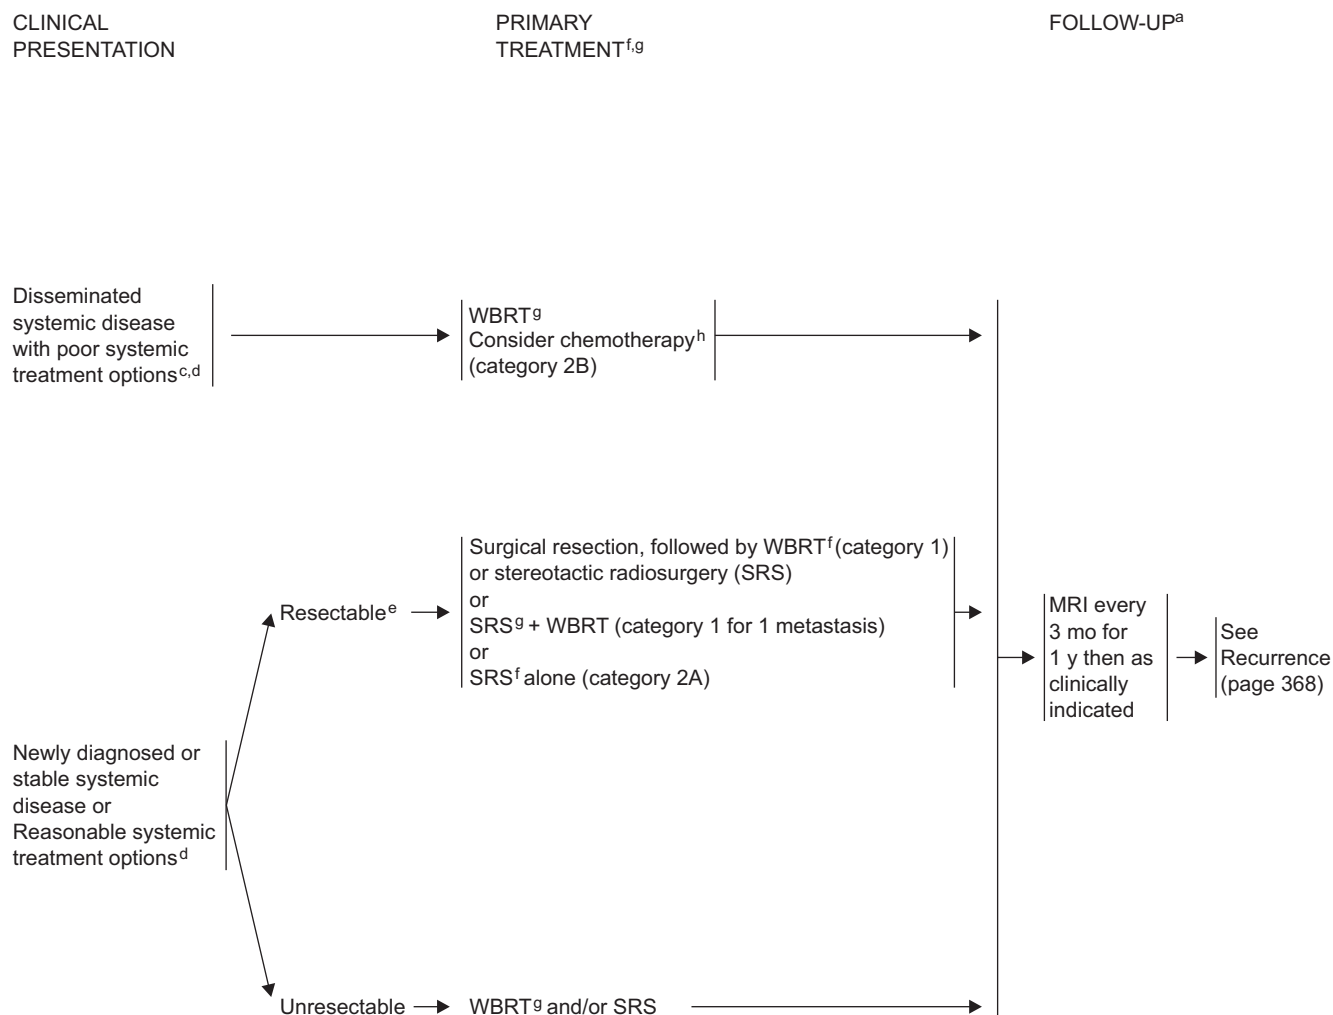 CLINICAL
PRESENTATION
PRIMARY
TREATMENTf,g
FOLLOW-UPa
Disseminated
systemic disease
with poor systemic
treatment optionsc,d
WBRTg
Consider chemotherapyh
(category 2B)
Newly diagnosed or
stable systemic
disease or
Reasonable systemic
treatment optionsd
Resectablee
Surgical resection, followed by WBRTf (category 1)
or stereotactic radiosurgery (SRS)
or
SRSg + WBRT (category 1 for 1 metastasis)
or
SRSf alone (category 2A)
Unresectable
WBRTg and/or SRS
MRI every
3 mo for
1 y then as
clinically
indicated
See
Recurrence
(page 368)